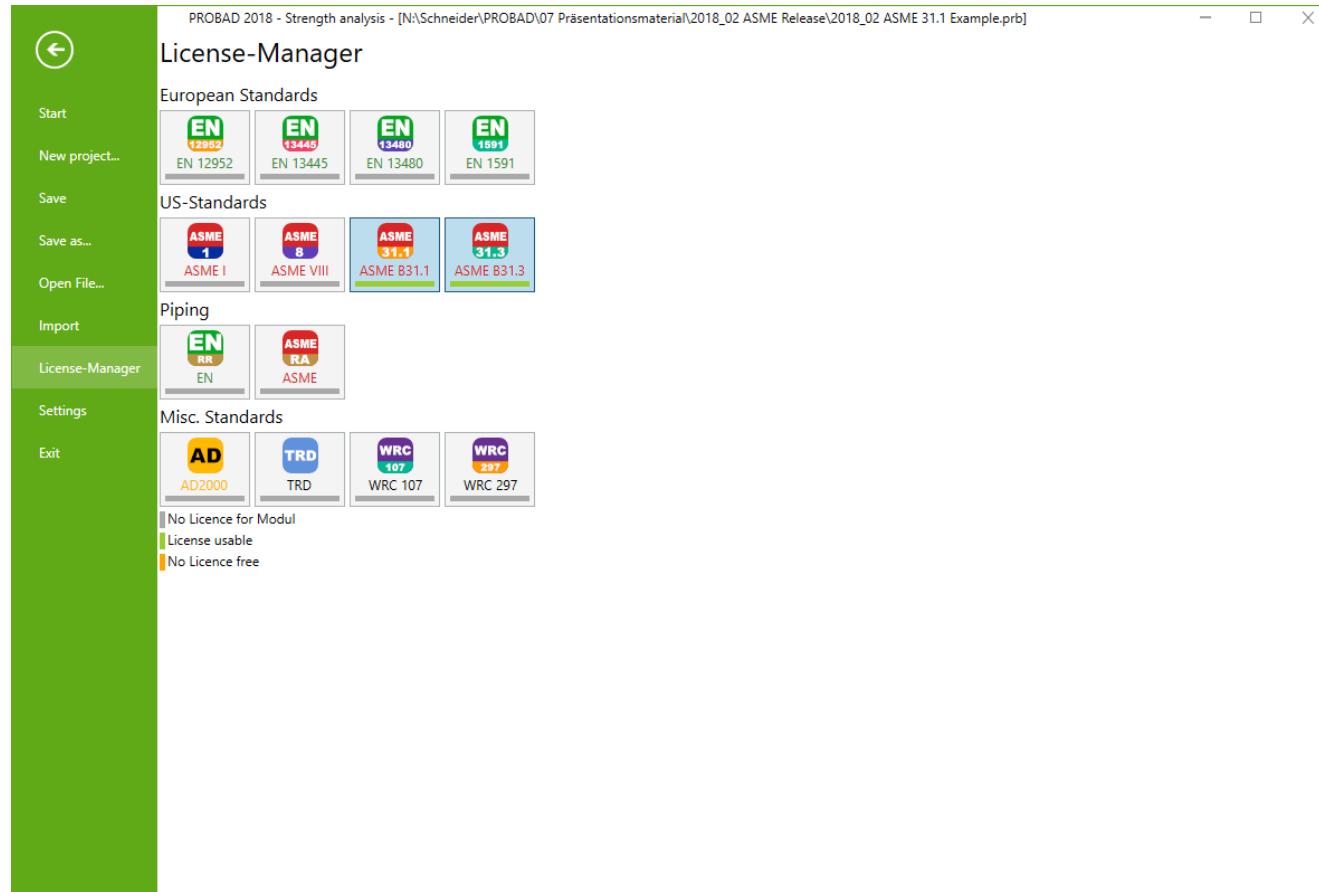 PROBAD 2018 - Strength analysis - [N:\Schneider\PROBAD\07 Präsentationsmaterial\2018_02 ASME Release\2018_02 ASME 31.1 Example.prb]
License-Manager
Start
New project...
Save
Save as...
Open File...
Import
License-Manager
Settings
Exit
European Standards
EN 12952 EN 13445 EN 13480 EN 1591
EN 12952 EN 13445 EN 13480 EN 1591
US-Standards
ASME 1 ASME 8 ASME 31.1 ASME 31.3
ASME I ASME VIII ASME B31.1 ASME B31.3
Piping
EN RR ASME RA
EN ASME
Misc. Standards
AD TRD WRC 107 WRC 297
AD2000 TRD WRC 107 WRC 297
No Licence for Modul
License usable
No Licence free